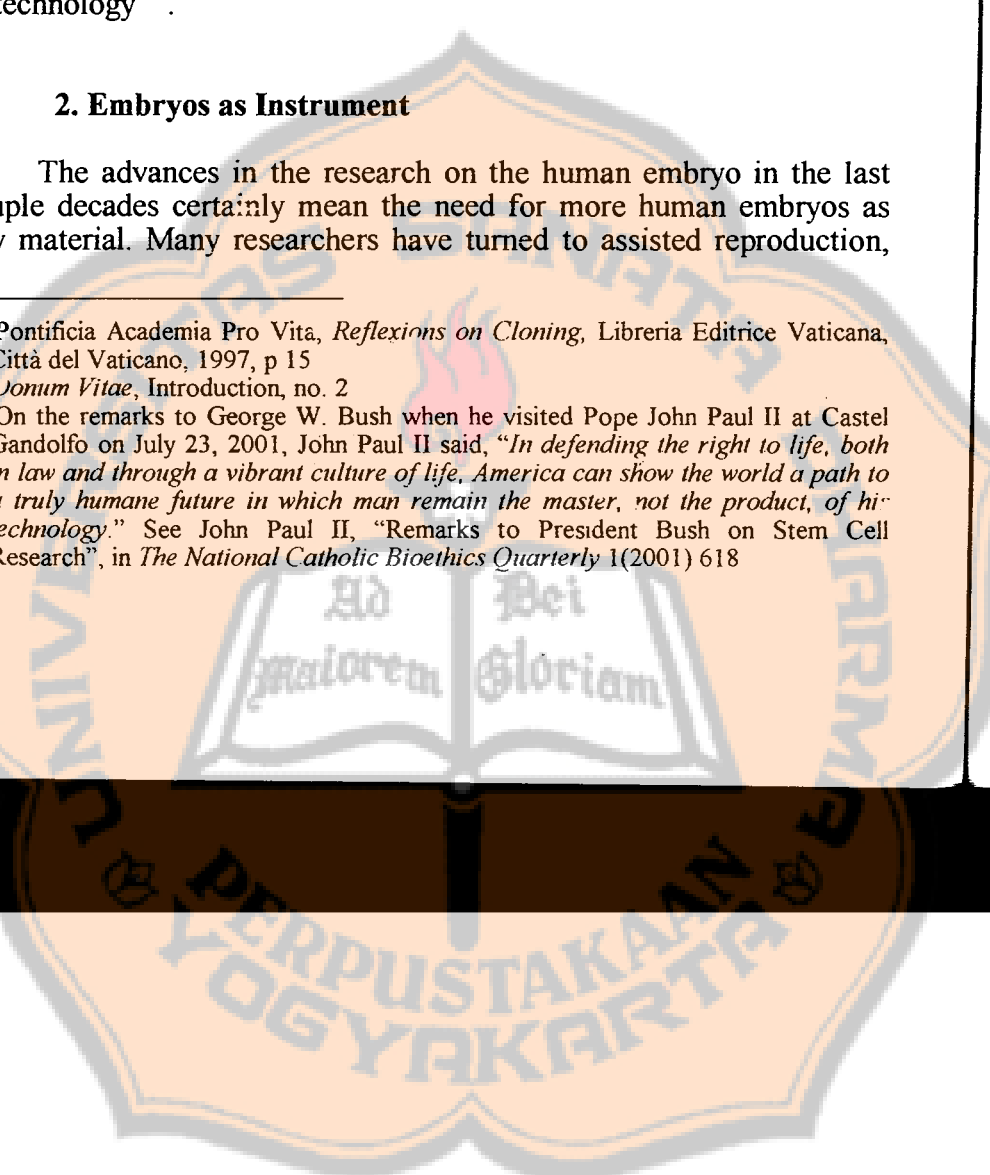 technology .
2. Embryos as Instrument
The advances in the research on the human embryo in the last
uple decades certainly mean the need for more human embryos as
material. Many researchers have turned to assisted reproduction,
Pontificia Academia Pro Vita, Reflexions on Cloning, Libreria Editrice Vaticana,
Città del Vaticano, 1997, p 15
Donum Vitae, Introduction, no. 2
On the remarks to George W. Bush when he visited Pope John Paul II at Castel
Gandolfo on July 23, 2001, John Paul II said, “In defending the right to life, both
n law and through a vibrant culture of life, America can show the world a path to
a truly humane future in which man remain the master, not the product, of his
echnology.” See John Paul II, “Remarks to President Bush on Stem Cell
Research”, in The National Catholic Bioethics Quarterly 1(2001) 618
UNIVERSITAS SANATA DHARMA
Ad Dei
maiorem Gloriam
PERPUSTAKAAN
YOGYAKARTA